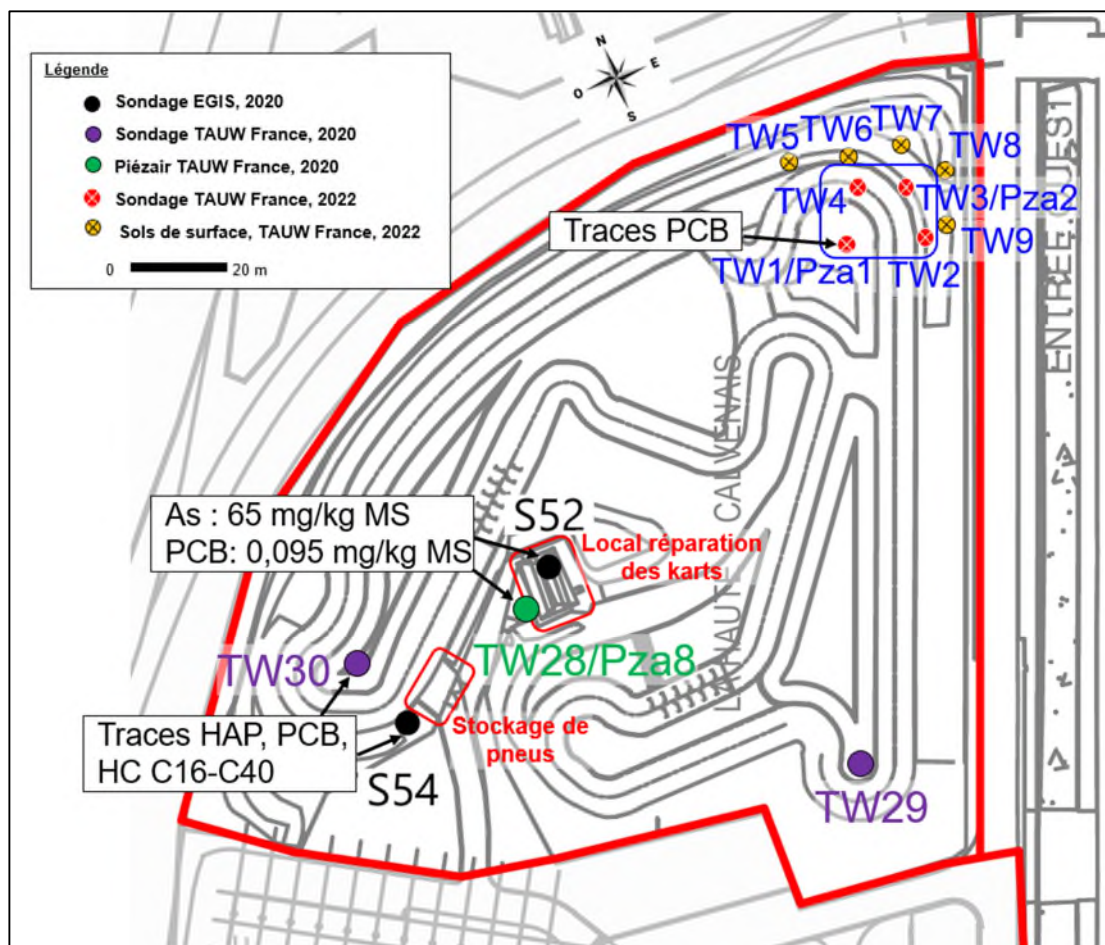 Légende
Sondage EGIS, 2020
Sondage TAUW France, 2020
Piézair TAUW France, 2020
Sondage TAUW France, 2022
Sols de surface, TAUW France, 2022
0 20 m
N
E
O
S
TW5
TW6
TW7
TW8
TW4
TW3/Pza2
TW9
Traces PCB
TW1/Pza1
TW2
ENTREE OUEST
HAUTE CALVENAIS
As : 65 mg/kg MS
PCB: 0,095 mg/kg MS
S52
Local réparation
des karts
TW28/Pza8
TW30
Stockage de
pneus
Traces HAP, PCB,
HC C16-C40
S54
TW29